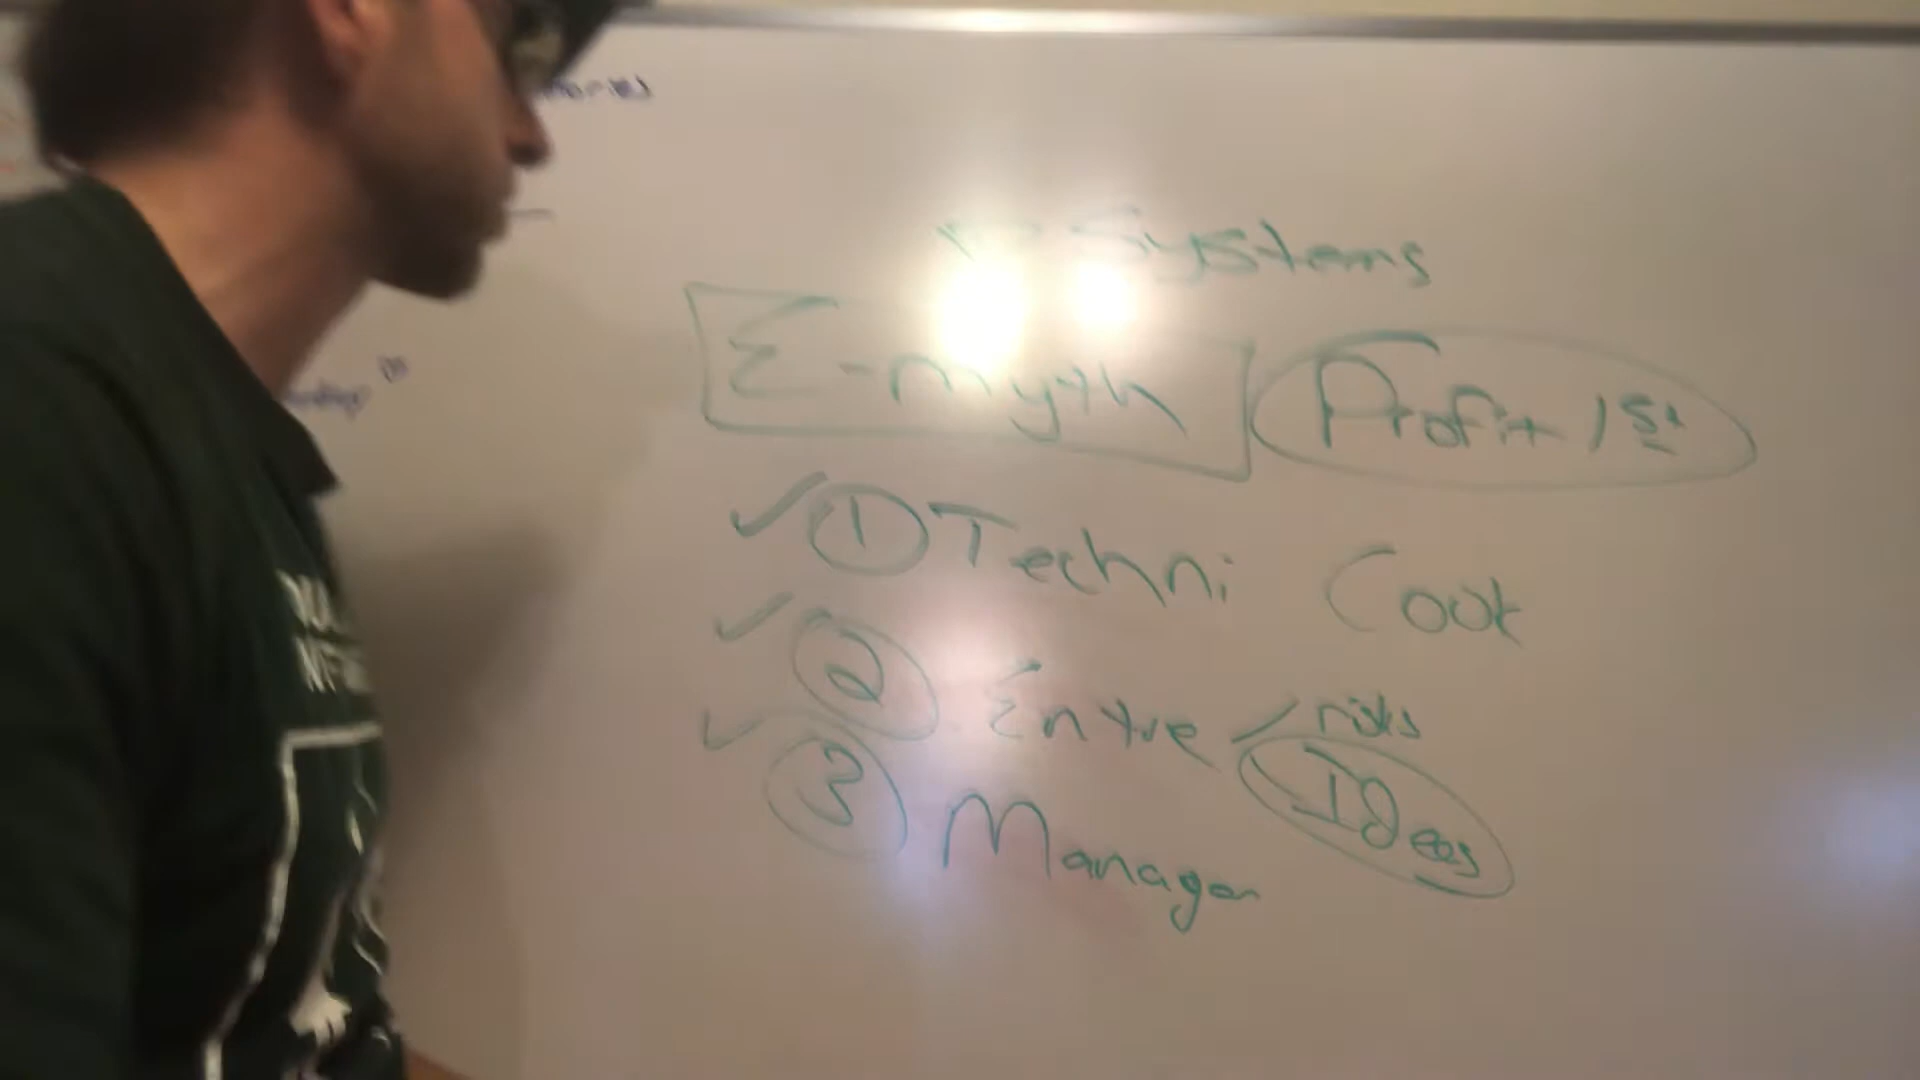 Systems
E-myth Profit 1st
✓ ① Techni Cook
✓ ② Entre / risks
IDeas
✓ ③ Manager